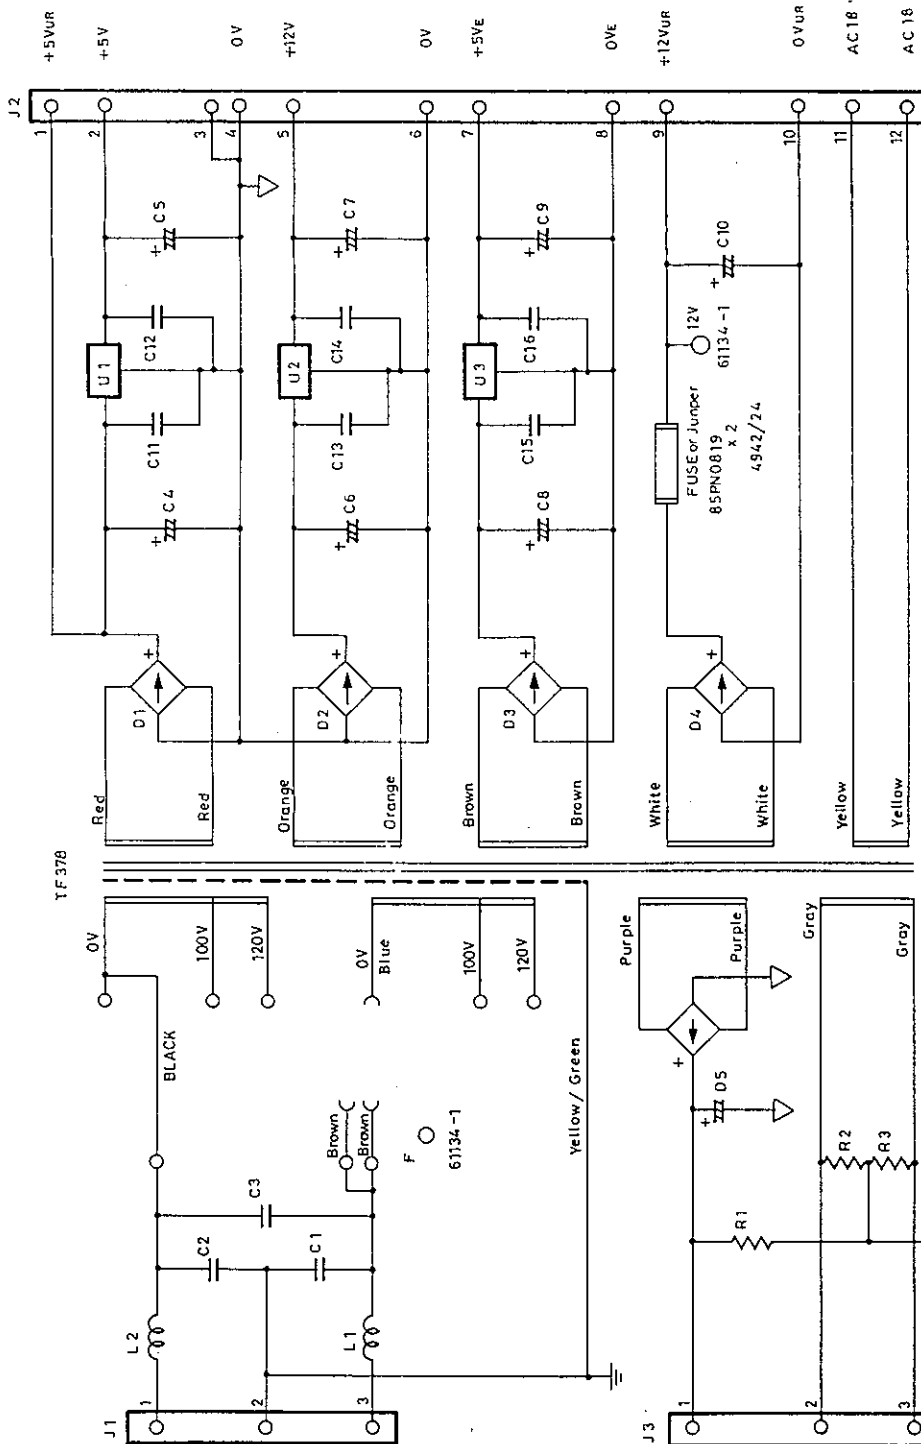 J2
1
+5VUR
2
+5V
3
4
0V
5
+12V
6
0V
7
+5VE
8
0VE
9
+12VUR
10
0VUR
11
AC 18
12
AC 18
+
C5
C12
U1
C11
+
C4
+
D1
Red
Red
+
C7
C14
U2
C13
+
C6
+
D2
Orange
Orange
+
C9
C16
U3
C15
+
C8
+
D3
Brown
Brown
+
C10
12V
61134-1
FUSE or Junper
85PN0819
x 2
4942/24
+
D4
White
White
Yellow
Yellow
TF378
0V
100V
120V
0V
Blue
100V
120V
BLACK
Brown
Brown
F
61134-1
Yellow/Green
C3
C2
C1
L2
L1
J1
1
2
3
Purple
Purple
+
+
D5
Gray
Gray
R2
R3
R1
J3
1
2
3